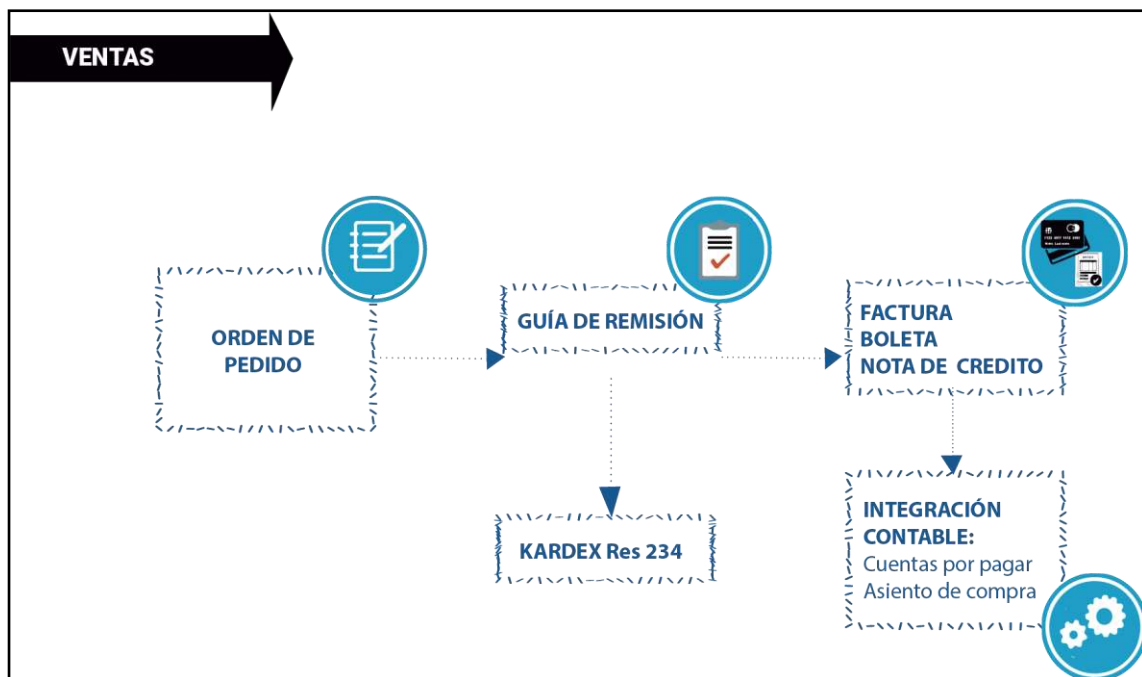 VENTAS
ORDEN DE
PEDIDO
GUÍA DE REMISIÓN
FACTURA
BOLETA
NOTA DE CREDITO
KARDEX Res 234
INTEGRACIÓN
CONTABLE:
Cuentas por pagar
Asiento de compra